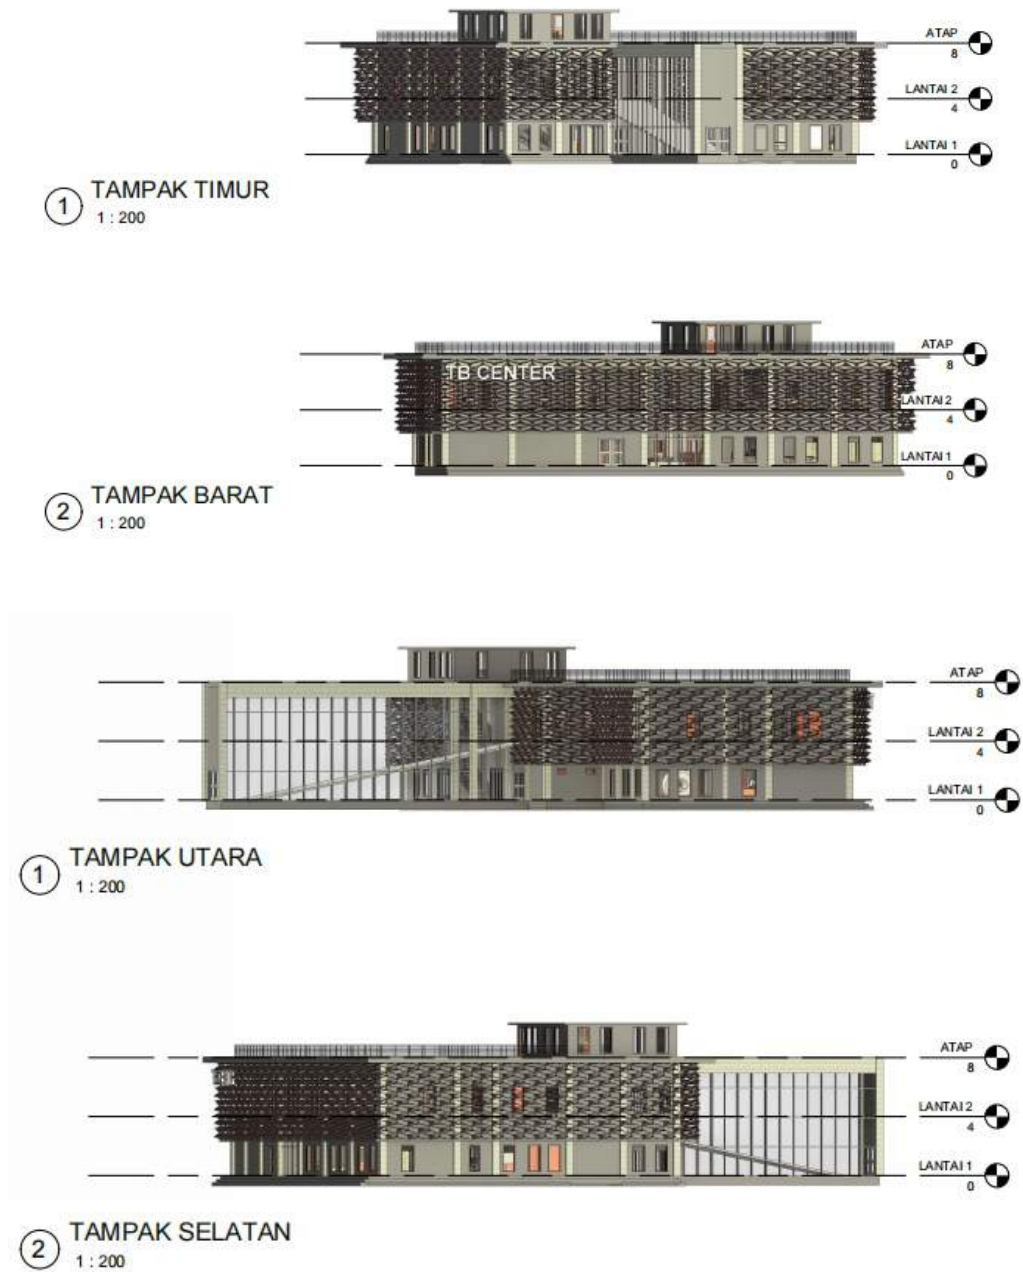 ATAP
8
LANTAI 2
4
LANTAI 1
0
1 TAMPAK TIMUR
1 : 200
TB CENTER
ATAP
8
LANTAI 2
4
LANTAI 1
0
2 TAMPAK BARAT
1 : 200
ATAP
8
LANTAI 2
4
LANTAI 1
0
1 TAMPAK UTARA
1 : 200
ATAP
8
LANTAI 2
4
LANTAI 1
0
2 TAMPAK SELATAN
1 : 200